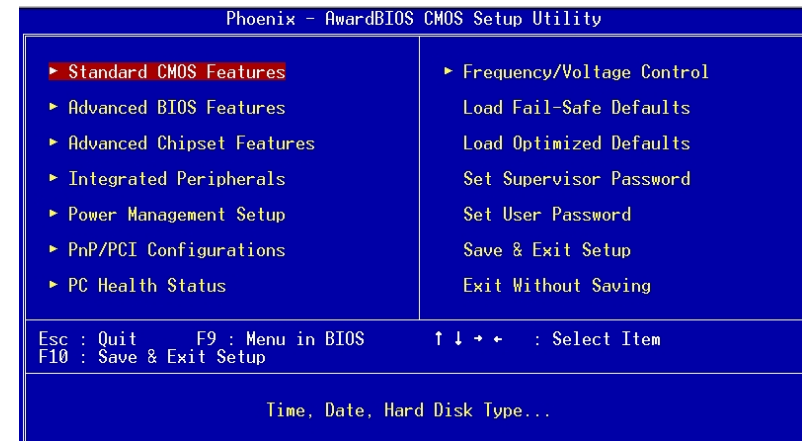 Phoenix - AwardBIOS CMOS Setup Utility
► Standard CMOS Features
► Advanced BIOS Features
► Advanced Chipset Features
► Integrated Peripherals
► Power Management Setup
► PnP/PCI Configurations
► PC Health Status
► Frequency/Voltage Control
Load Fail-Safe Defaults
Load Optimized Defaults
Set Supervisor Password
Set User Password
Save & Exit Setup
Exit Without Saving
Esc : Quit F9 : Menu in BIOS ↑ ↓ → ← : Select Item
F10 : Save & Exit Setup
Time, Date, Hard Disk Type...